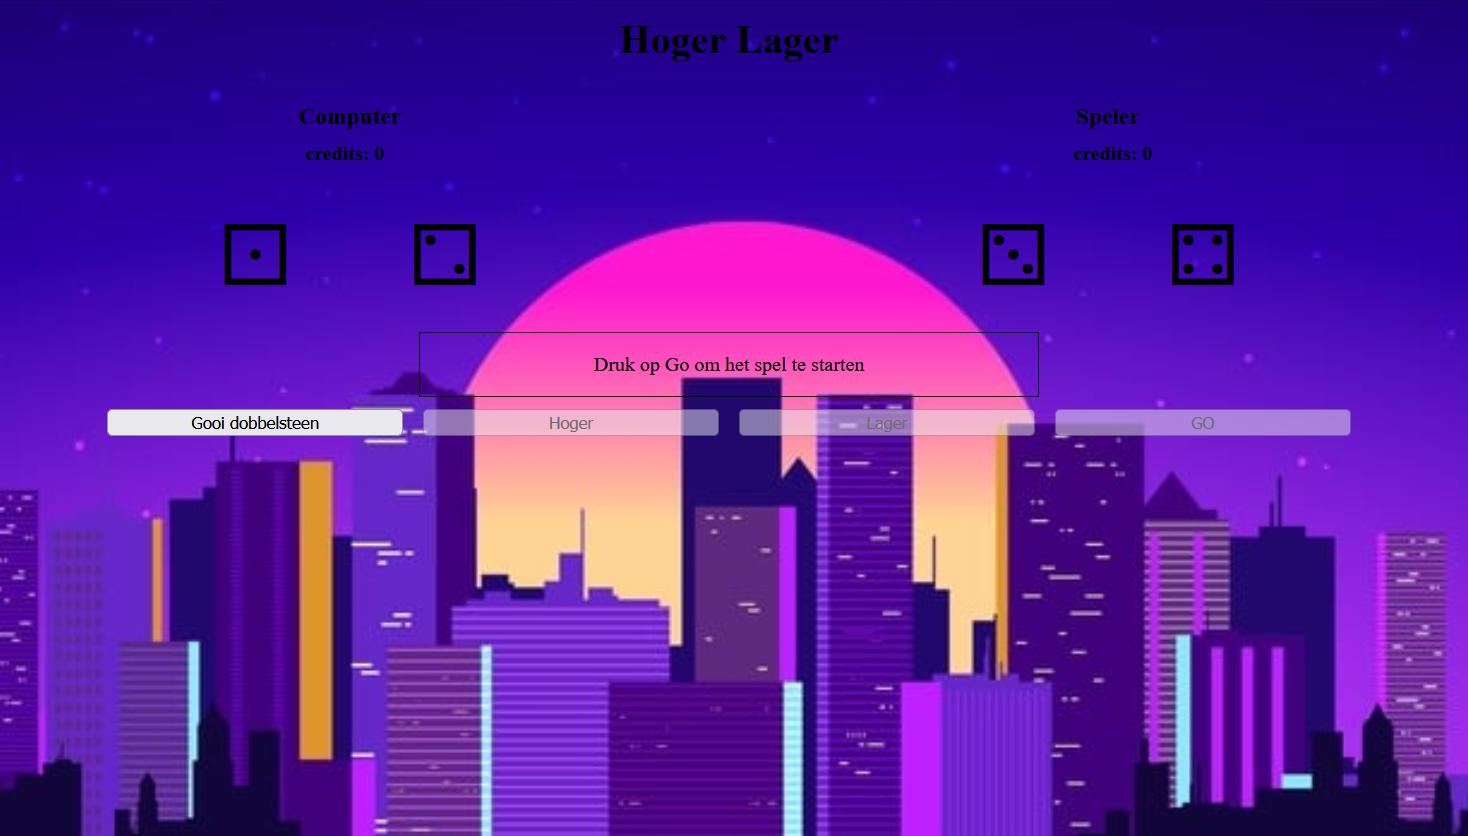 Hoger Lager
Computer
Speler
credits: 0
credits: 0
Druk op Go om het spel te starten
Gooi dobbelsteen
Hoger
Lager
GO